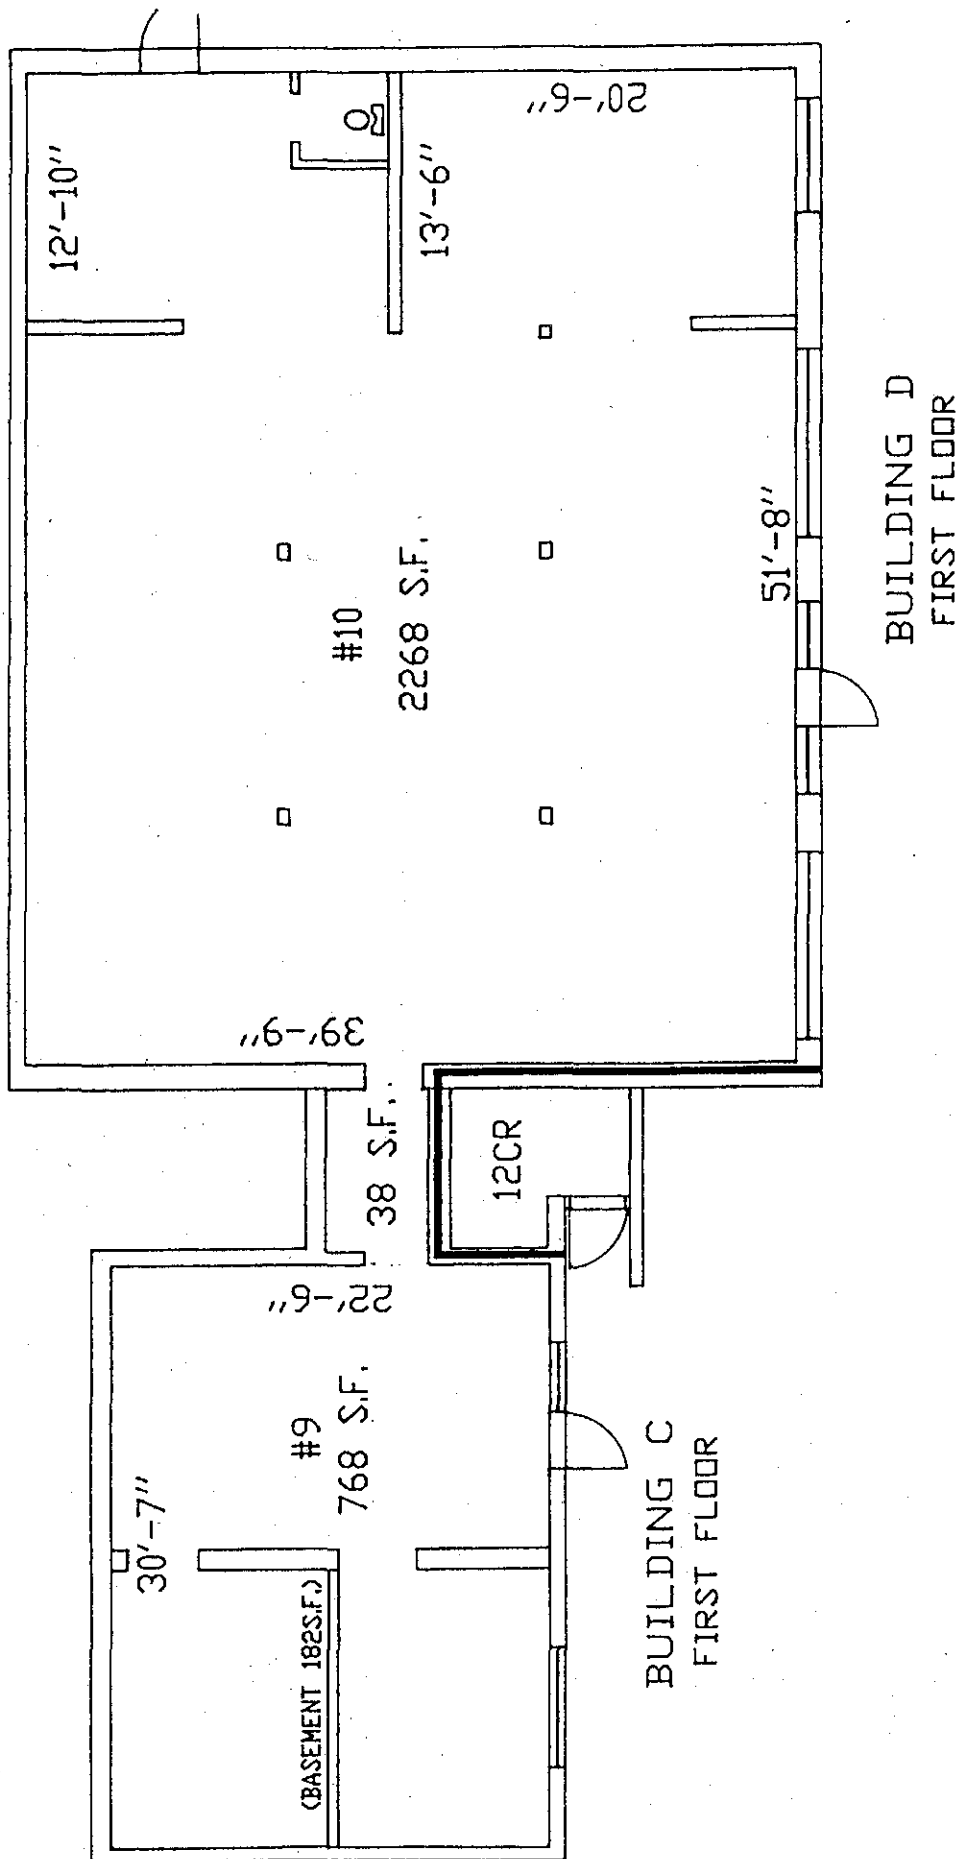 12'-10"
20'-6"
13'-6"
#10
2268 S.F.
51'-8"
BUILDING D
FIRST FLOOR
39'-9"
38 S.F.
12CR
22'-6"
#9
768 S.F.
30'-7"
(BASEMENT 182S.F.)
BUILDING C
FIRST FLOOR